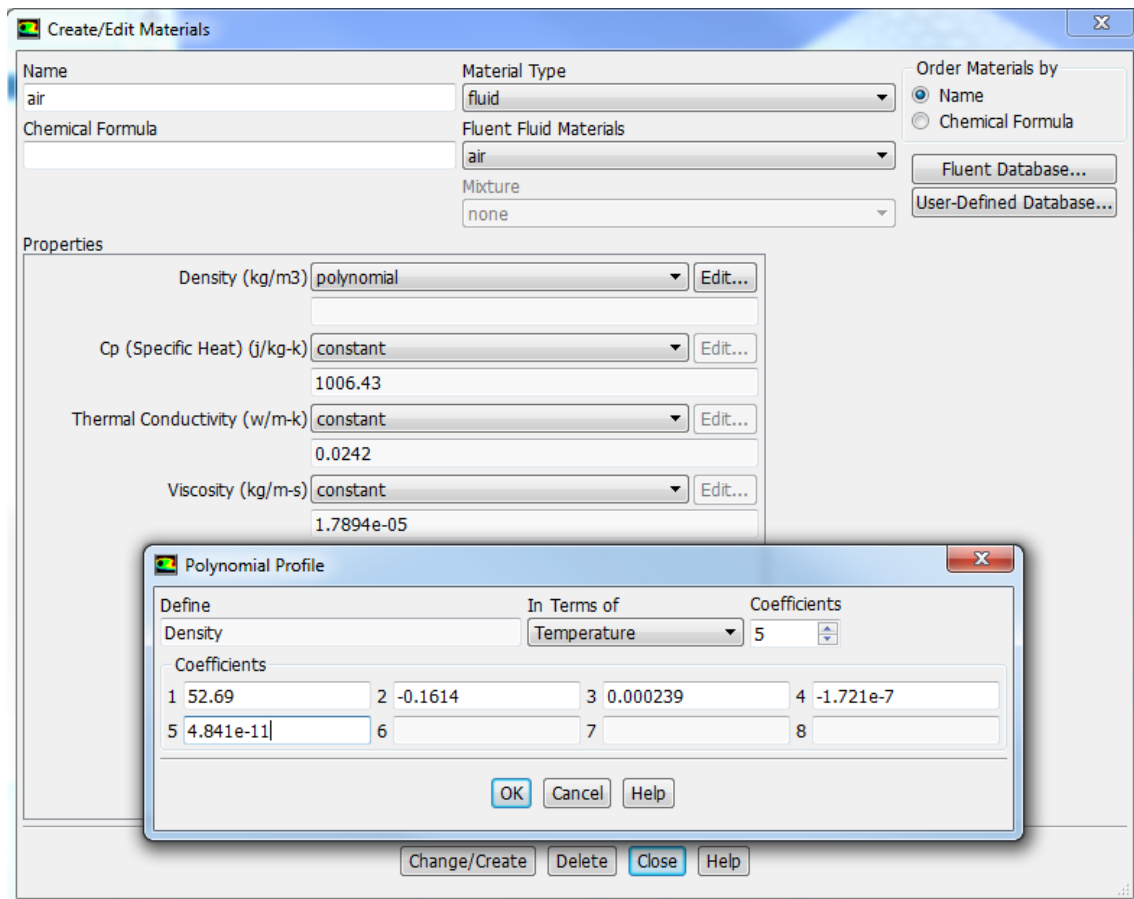 Create/Edit Materials
Name
air
Chemical Formula
Material Type
fluid
Fluent Fluid Materials
air
Mixture
none
Order Materials by
Name
Chemical Formula
Fluent Database...
User-Defined Database...
Properties
Density (kg/m3) polynomial Edit...
Cp (Specific Heat) (j/kg-k) constant Edit...
1006.43
Thermal Conductivity (w/m-k) constant Edit...
0.0242
Viscosity (kg/m-s) constant Edit...
1.7894e-05
Polynomial Profile
Define
Density
In Terms of
Temperature
Coefficients
5
Coefficients
1 52.69 2 -0.1614 3 0.000239 4 -1.721e-7
5 4.841e-11 6 7 8
OK Cancel Help
Change/Create Delete Close Help